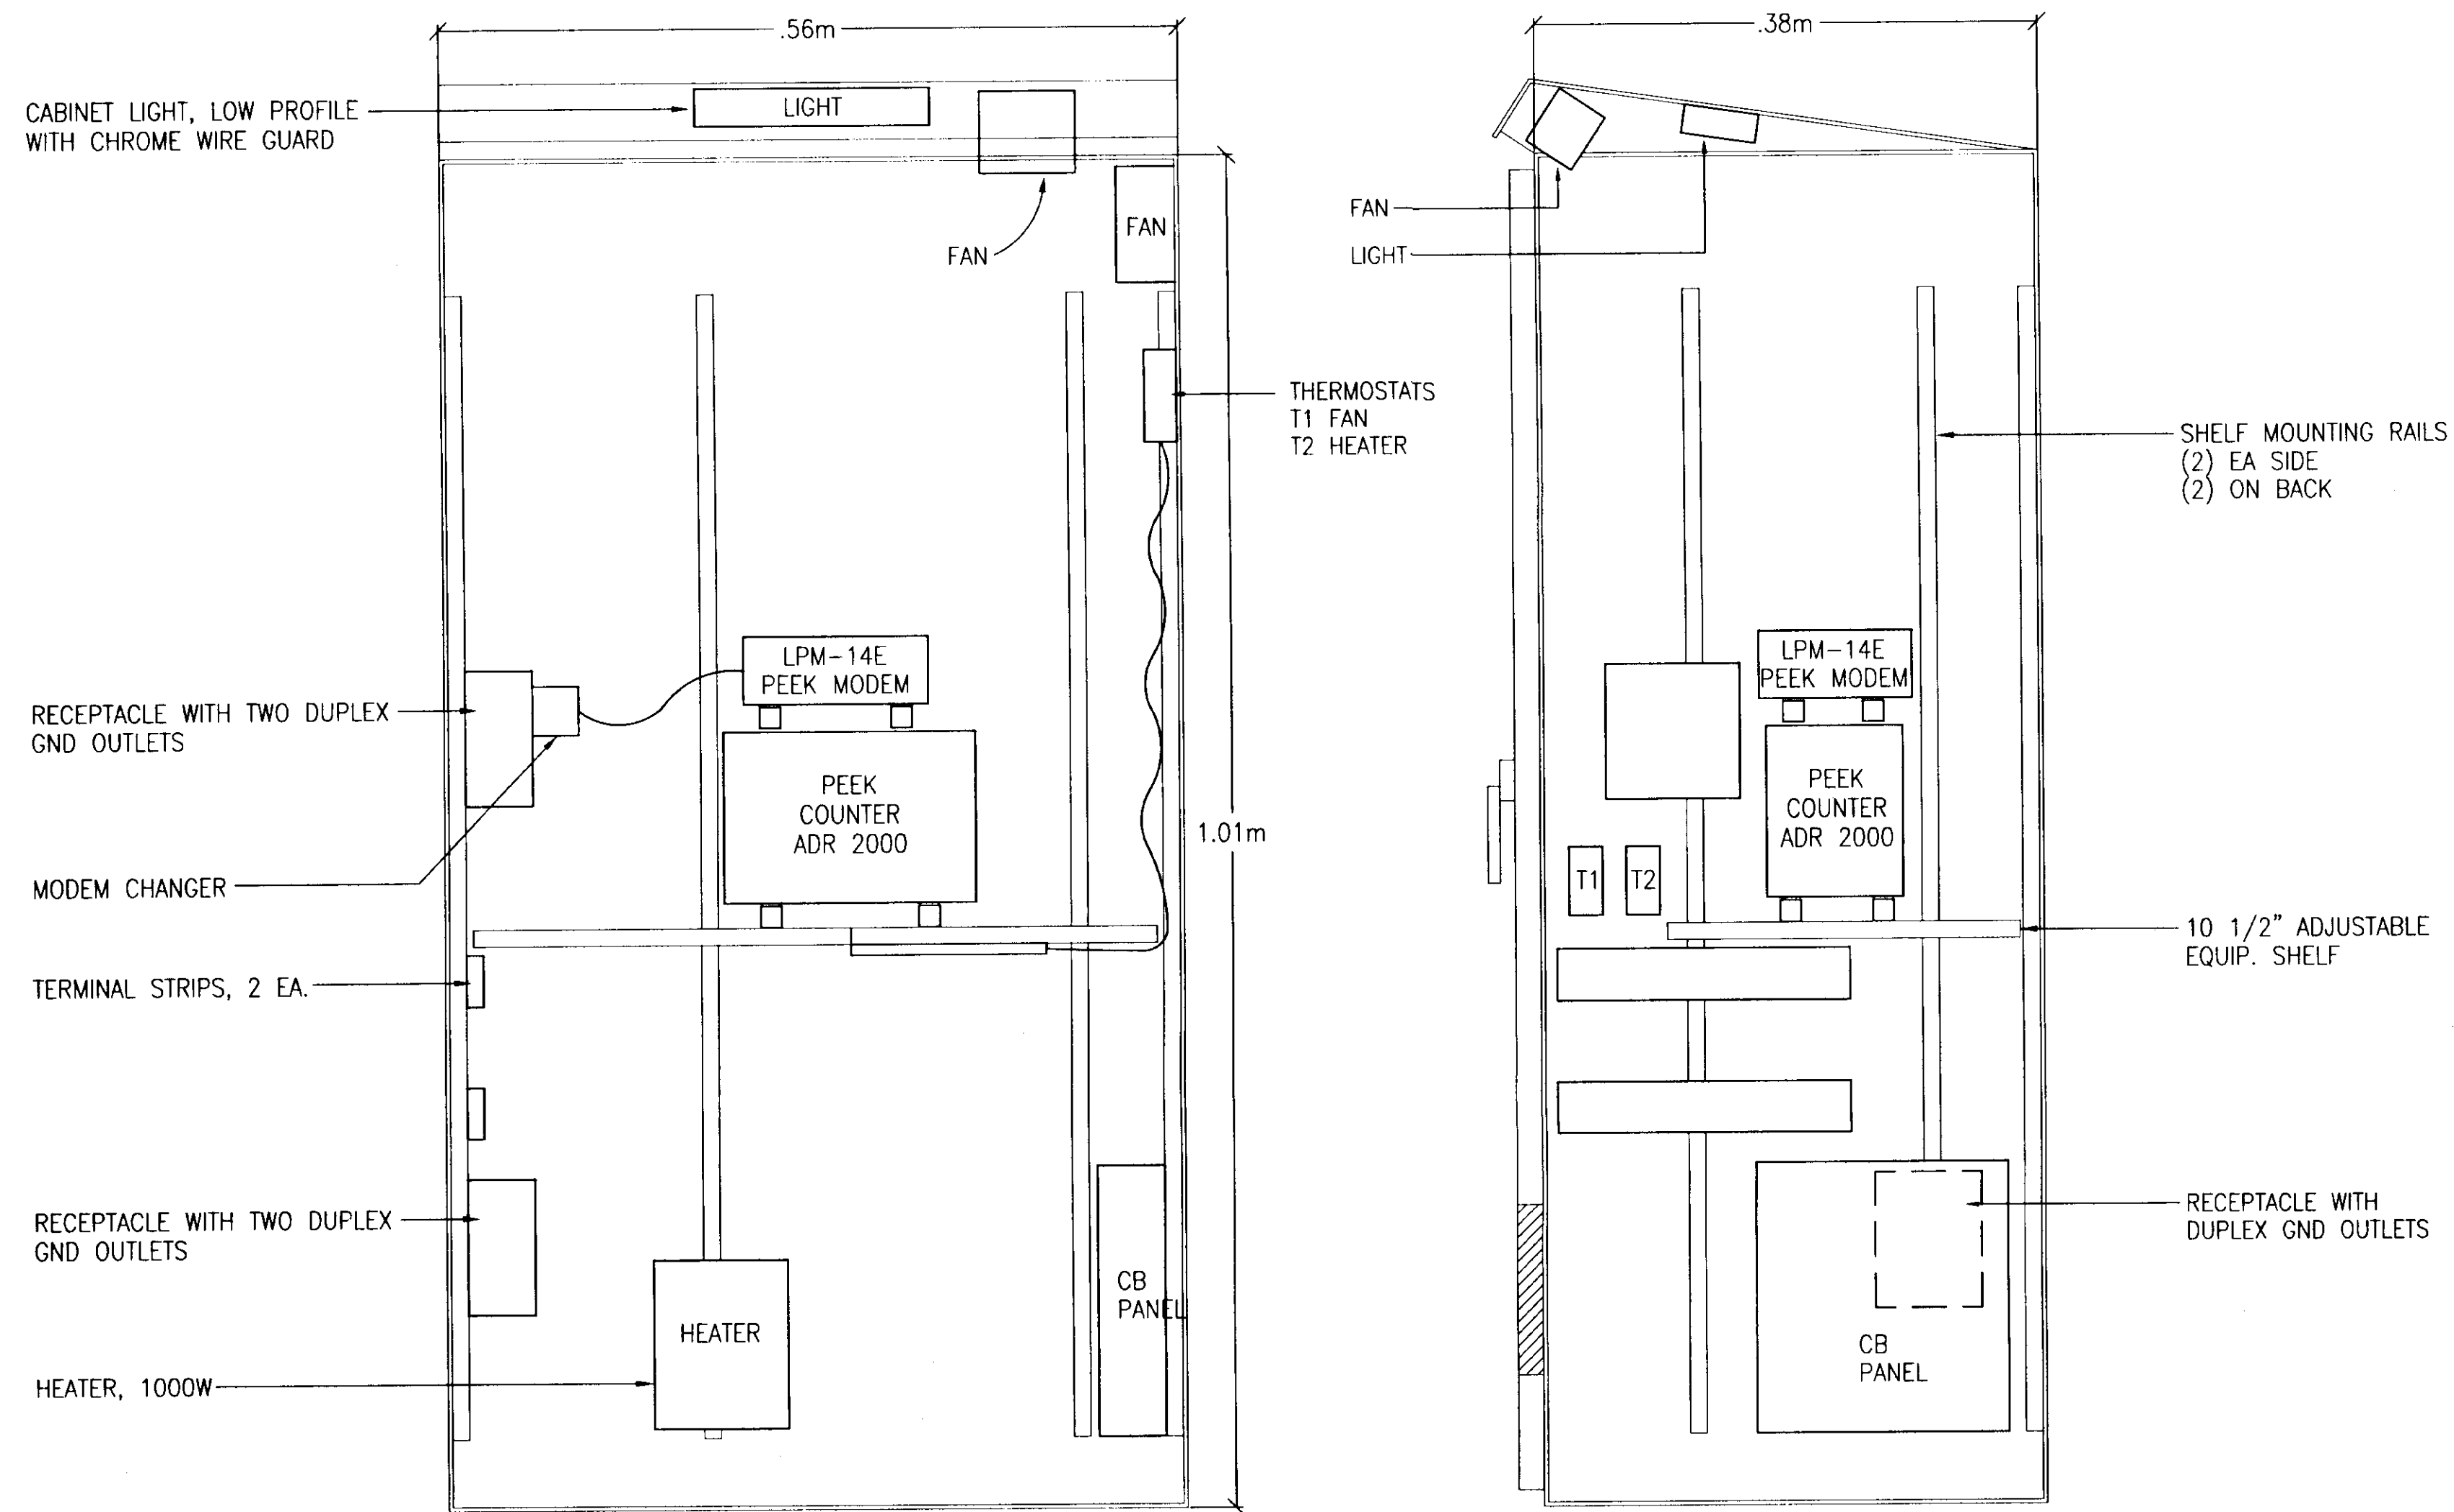 .56m
CABINET LIGHT, LOW PROFILE
WITH CHROME WIRE GUARD
LIGHT
FAN
FAN
THERMOSTATS
T1 FAN
T2 HEATER
LPM-14E
PEEK MODEM
RECEPTACLE WITH TWO DUPLEX
GND OUTLETS
PEEK
COUNTER
ADR 2000
1.01m
MODEM CHANGER
TERMINAL STRIPS, 2 EA.
RECEPTACLE WITH TWO DUPLEX
GND OUTLETS
CB
PANEL
HEATER
HEATER, 1000W
.38m
FAN
LIGHT
SHELF MOUNTING RAILS
(2) EA SIDE
(2) ON BACK
LPM-14E
PEEK MODEM
PEEK
COUNTER
ADR 2000
T1
T2
10 1/2" ADJUSTABLE
EQUIP. SHELF
RECEPTACLE WITH
DUPLEX GND OUTLETS
CB
PANEL